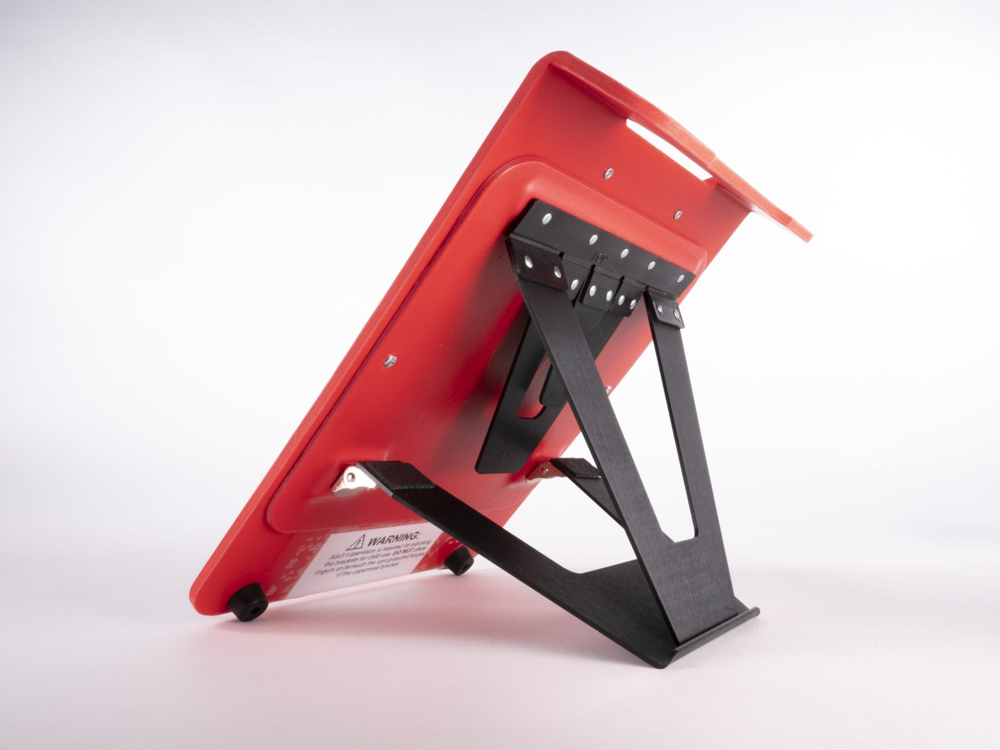 TOP
WARNING:
Adult supervision is required for adjusting
the brackets for child use. DO NOT place
fingers underneath the spring-loaded hinges
of the uppermost bracket.